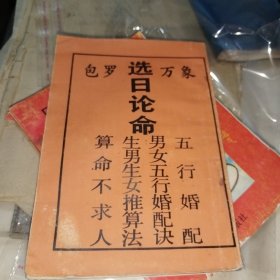 包罗万象
选日论命
五行婚配
男女五行婚配诀
生男生女推算法
算命不求人